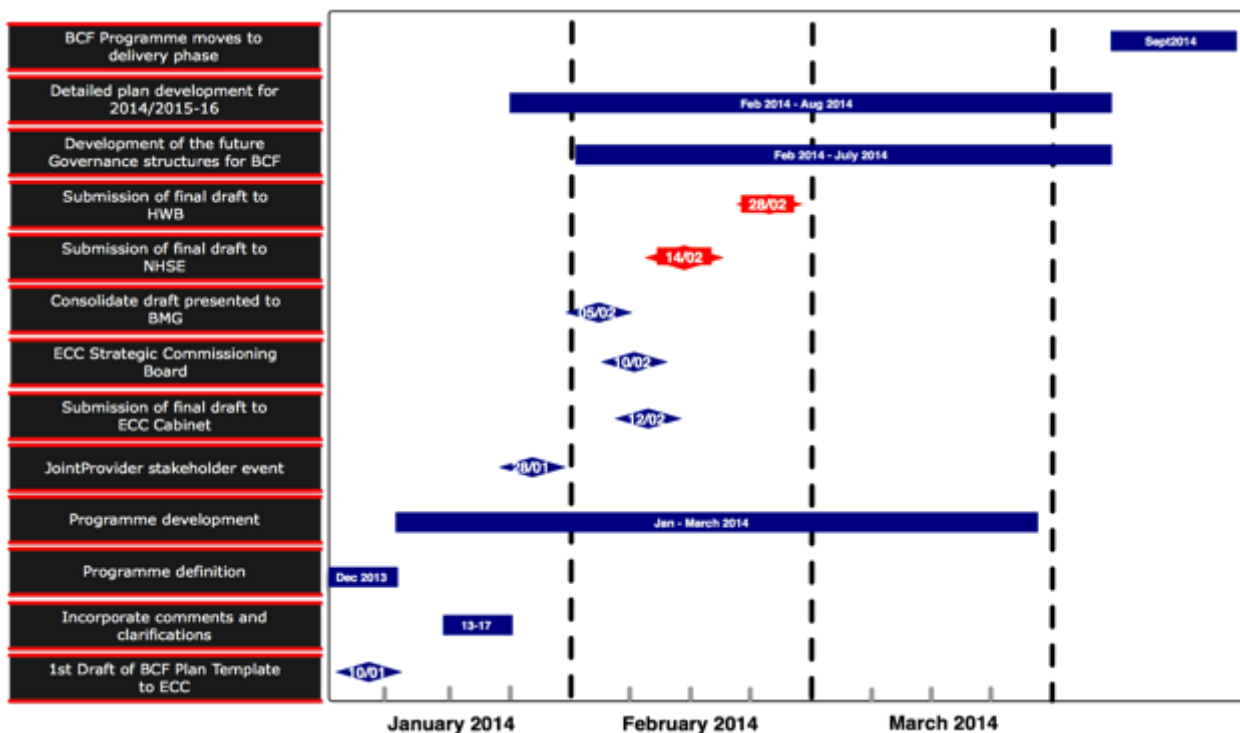 BCF Programme moves to
delivery phase
Sept2014
Detailed plan development for
2014/2015-16
Feb 2014 - Aug 2014
Development of the future
Governance structures for BCF
Feb 2014 - July 2014
Submission of final draft to
HWB
28/02
Submission of final draft to
NHSE
14/02
Consolidate draft presented to
BMG
05/02
ECC Strategic Commissioning
Board
10/02
Submission of final draft to
ECC Cabinet
12/02
JointProvider stakeholder event
28/01
Programme development
Jan - March 2014
Programme definition
Dec 2013
Incorporate comments and
clarifications
13-17
1st Draft of BCF Plan Template
to ECC
10/01
January 2014
February 2014
March 2014